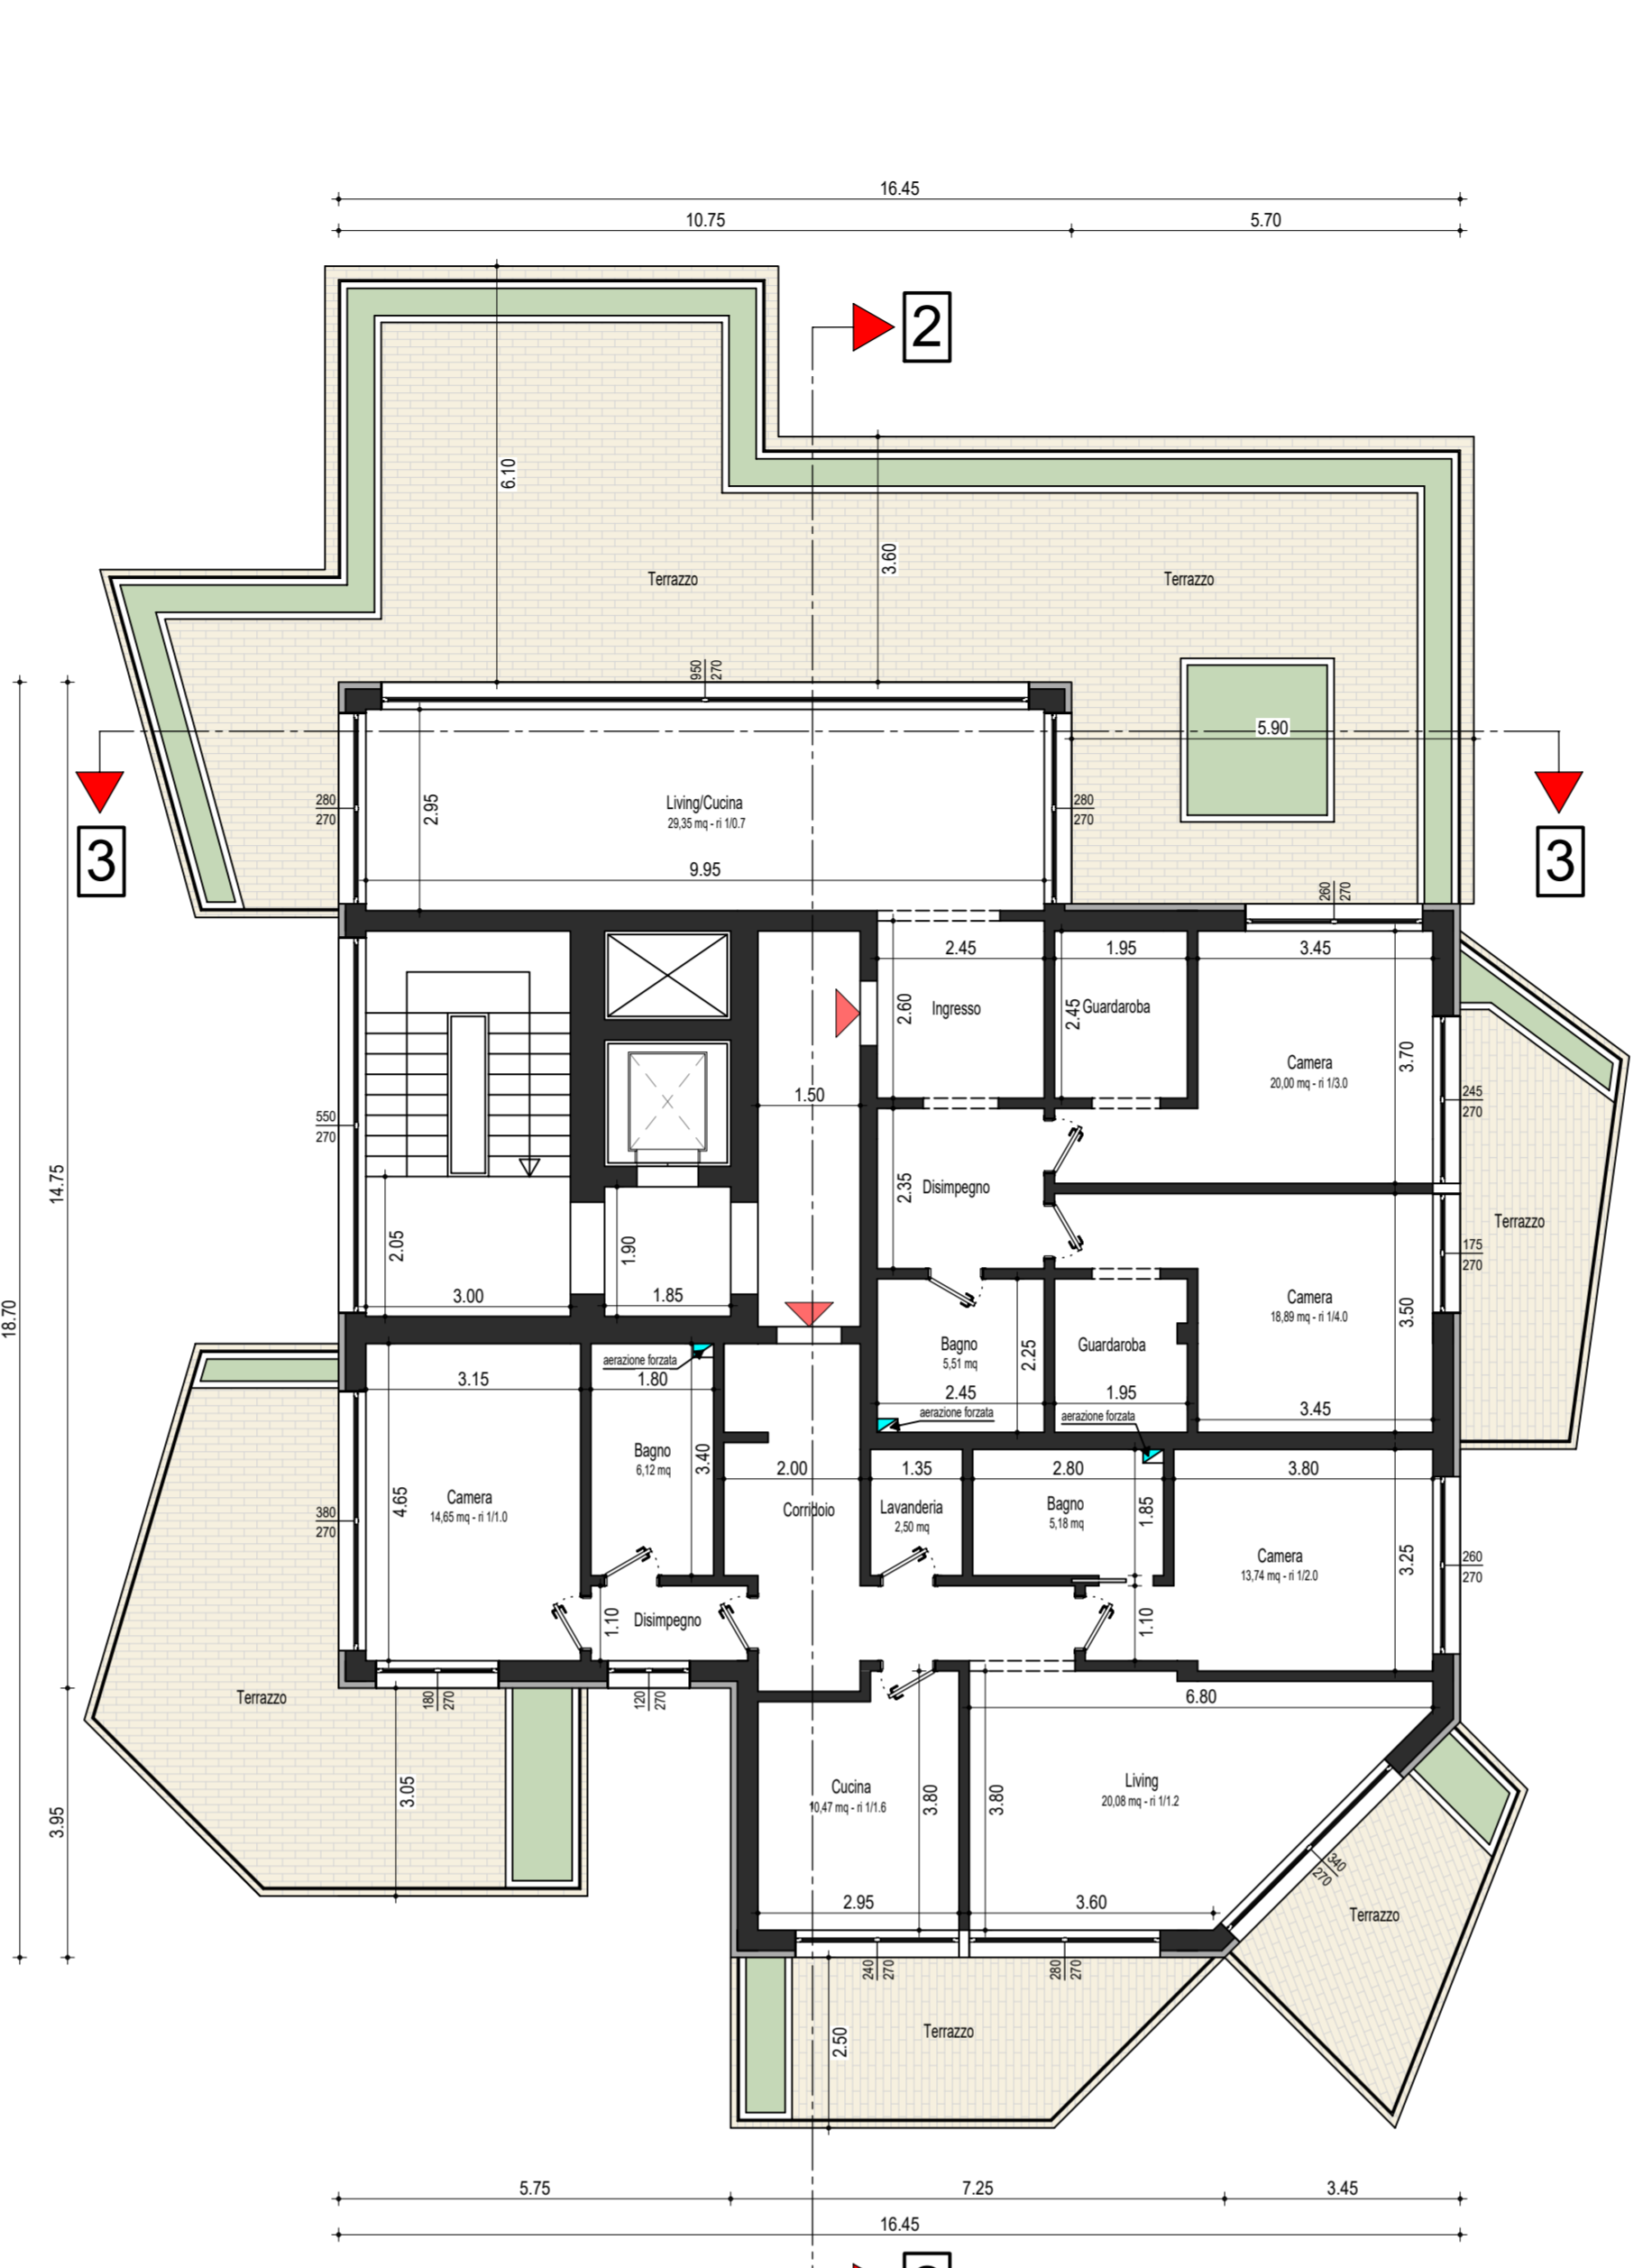 16.45
10.75
5.70
2
6.10
3.60
Terrazzo
Terrazzo
950
270
5.90
280
270
2.95
Living/Cucina
29,35 mq - ri 1/0.7
280
270
3
3
9.95
260
270
2.45
1.95
3.45
2.60
Ingresso
2.45
Guardaroba
3.70
Camera
20,00 mq - ri 1/3.0
1.50
245
270
550
270
14.75
2.35
Disimpegno
Terrazzo
2.05
1.90
175
270
3.00
1.85
18.70
Camera
18,89 mq - ri 1/4.0
3.50
Bagno
5,51 mq
2.25
Guardaroba
aerazione forzata
3.15
1.80
2.45
1.95
3.45
aerazione forzata
aerazione forzata
Bagno
6,12 mq
3.40
2.00
1.35
2.80
3.80
4.65
Camera
14,65 mq - ri 1/1.0
Corridoio
Lavanderia
2,50 mq
Bagno
5,18 mq
1.85
380
270
Camera
13,74 mq - ri 1/2.0
3.25
260
270
1.10
Disimpegno
1.10
Terrazzo
180
270
120
270
6.80
3.05
3.95
Cucina
10,47 mq - ri 1/1.6
3.80
3.80
Living
20,08 mq - ri 1/1.2
340
270
2.95
3.60
Terrazzo
240
270
280
270
2.50
Terrazzo
5.75
7.25
3.45
16.45